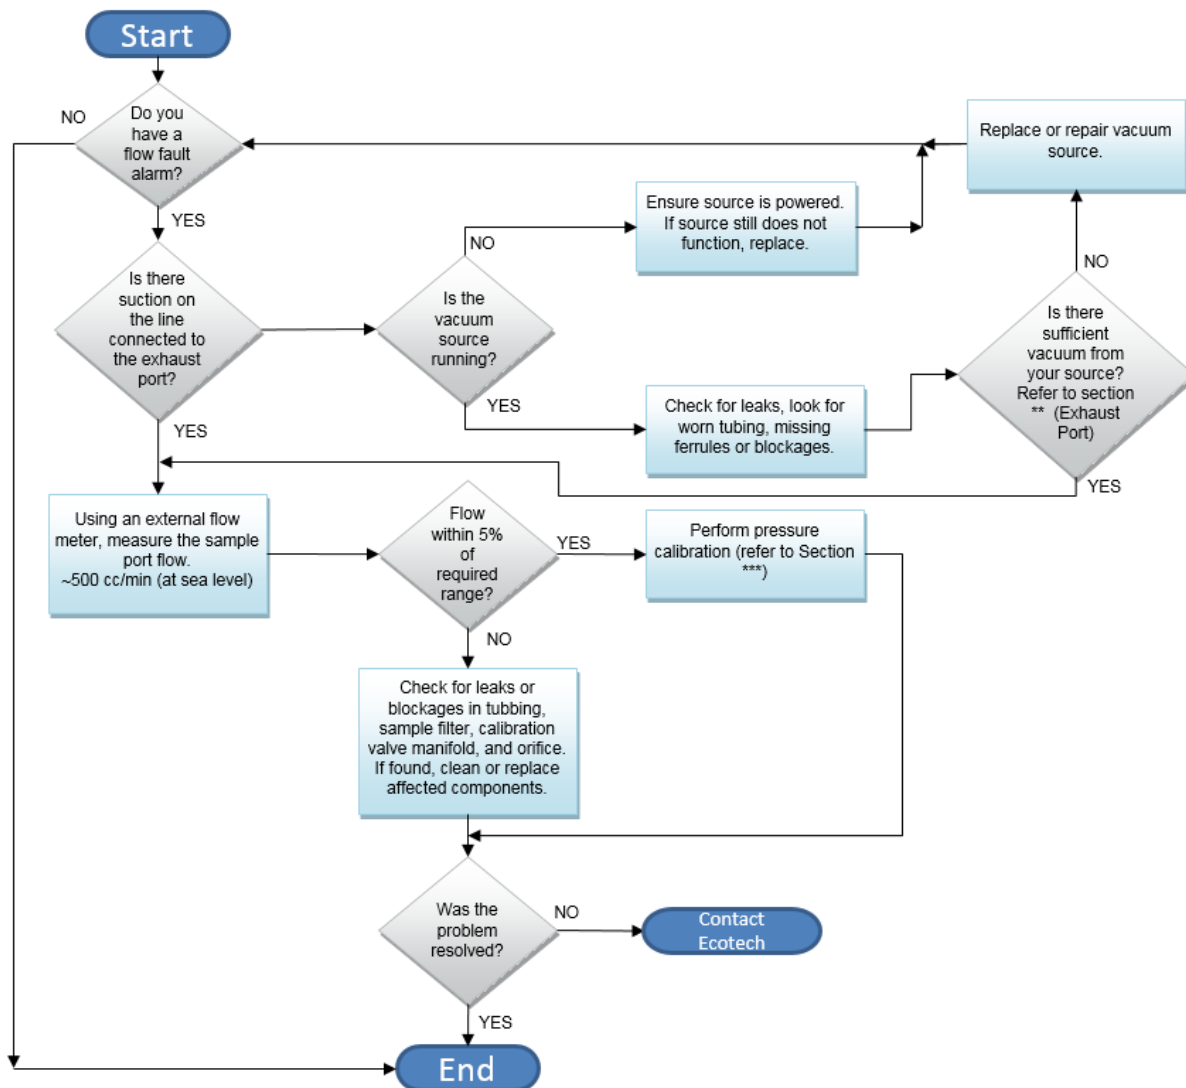 Start
NO
Do you
have a
flow fault
alarm?
YES
Replace or repair vacuum
source.
Ensure source is powered.
If source still does not
function, replace.
NO
NO
Is there
suction on
the line
connected to
the exhaust
port?
YES
Is the
vacuum
source
running?
YES
Is there
sufficient
vacuum from
your source?
Refer to section
** (Exhaust
Port)
YES
Check for leaks, look for
worn tubing, missing
ferrules or blockages.
Using an external flow
meter, measure the sample
port flow.
~500 cc/min (at sea level)
Flow
within 5%
of
required
range?
YES
Perform pressure
calibration (refer to Section
***)
NO
Check for leaks or
blockages in tubbing,
sample filter, calibration
valve manifold, and orifice.
If found, clean or replace
affected components.
Was the
problem
resolved?
NO
Contact
Ecotech
YES
End